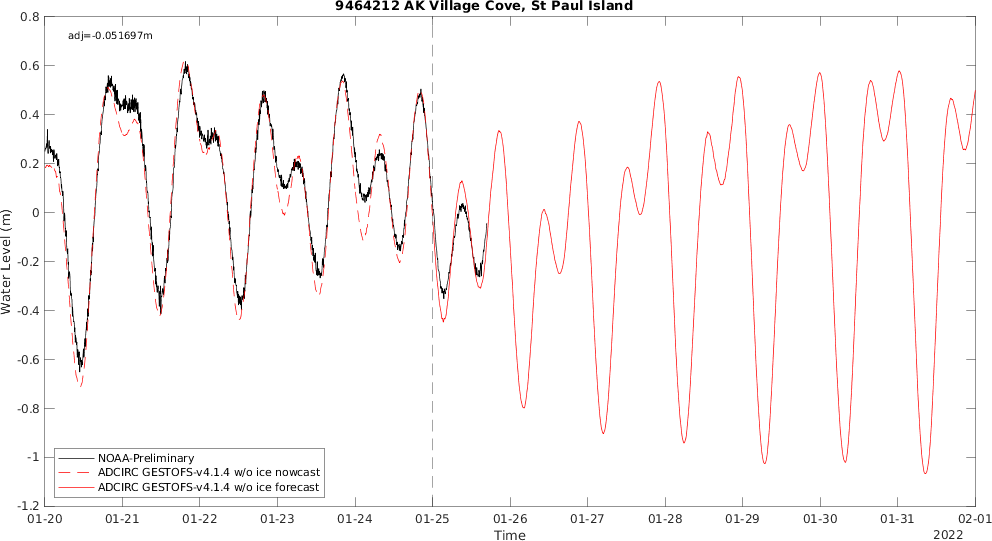 9464212 AK Village Cove, St Paul Island
adj=-0.051697m
0.8
0.6
0.4
0.2
0
-0.2
-0.4
-0.6
-0.8
-1
-1.2
Water Level (m)
NOAA-Preliminary
ADCIRC GESTOFS-v4.1.4 w/o ice nowcast
ADCIRC GESTOFS-v4.1.4 w/o ice forecast
01-20 01-21 01-22 01-23 01-24 01-25 01-26 01-27 01-28 01-29 01-30 01-31 02-01
Time
2022